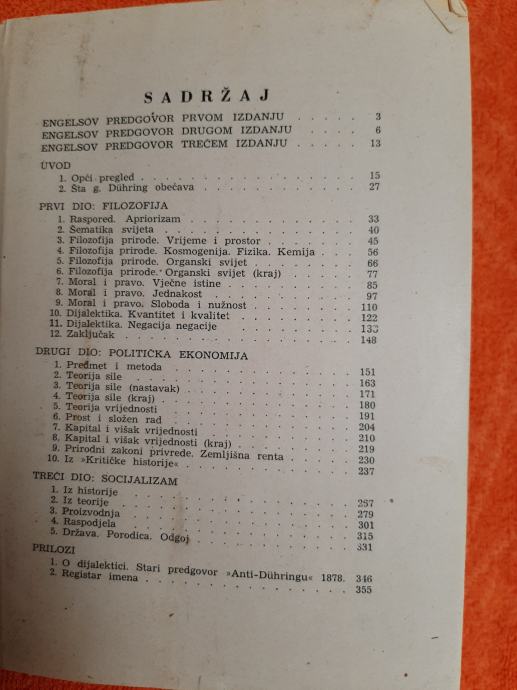 SADRŽAJ
ENGELSOV PREDGOVOR PRVOM IZDANJU . . . . . 3
ENGELSOV PREDGOVOR DRUGOM IZDANJU . . . . 6
ENGELSOV PREDGOVOR TREĆEM IZDANJU . . . . 13
UVOD
1. Opći pregled . . . . . . . . . . . . . . 15
2. Šta g. Dühring obećava . . . . . . . . . . 27
PRVI DIO: FILOZOFIJA
1. Raspored. Apriorizam . . . . . . . . . . 33
2. Šematika svijeta . . . . . . . . . . . . 40
3. Filozofija prirode. Vrijeme i prostor . . . . . 45
4. Filozofija prirode. Kosmogenija. Fizika. Kemija . 56
5. Filozofija prirode. Organski svijet . . . . . . 66
6. Filozofija prirode. Organski svijet (kraj) . . . . 77
7. Moral i pravo. Vječne istine . . . . . . . . 85
8. Moral i pravo. Jednakost . . . . . . . . . 97
9. Moral i pravo. Sloboda i nužnost . . . . . . 110
10. Dijalektika. Kvantitet i kvalitet . . . . . . . 122
11. Dijalektika. Negacija negacije . . . . . . . 133
12. Zaključak . . . . . . . . . . . . . . . 148
DRUGI DIO: POLITIČKA EKONOMIJA
1. Predmet i metoda . . . . . . . . . . . 151
2. Teorija sile . . . . . . . . . . . . . . 163
3. Teorija sile (nastavak) . . . . . . . . . . 171
4. Teorija sile (kraj) . . . . . . . . . . . . 180
5. Teorija vrijednosti . . . . . . . . . . . . 191
6. Prost i složen rad . . . . . . . . . . . . 204
7. Kapital i višak vrijednosti . . . . . . . . . 210
8. Kapital i višak vrijednosti (kraj) . . . . . . . 219
9. Prirodni zakoni privrede. Zemljišna renta . . . . 230
10. Iz »Kritičke historije« . . . . . . . . . . 237
TREĆI DIO: SOCIJALIZAM
1. Iz historije . . . . . . . . . . . . . . 267
2. Iz teorije . . . . . . . . . . . . . . . 279
3. Proizvodnja . . . . . . . . . . . . . . 301
4. Raspodjela . . . . . . . . . . . . . . 315
5. Država. Porodica. Odgoj . . . . . . . . . 331
PRILOZI
1. O dijalektici. Stari predgovor »Anti-Dühringu« 1878. 346
2. Registar imena . . . . . . . . . . . . . 355